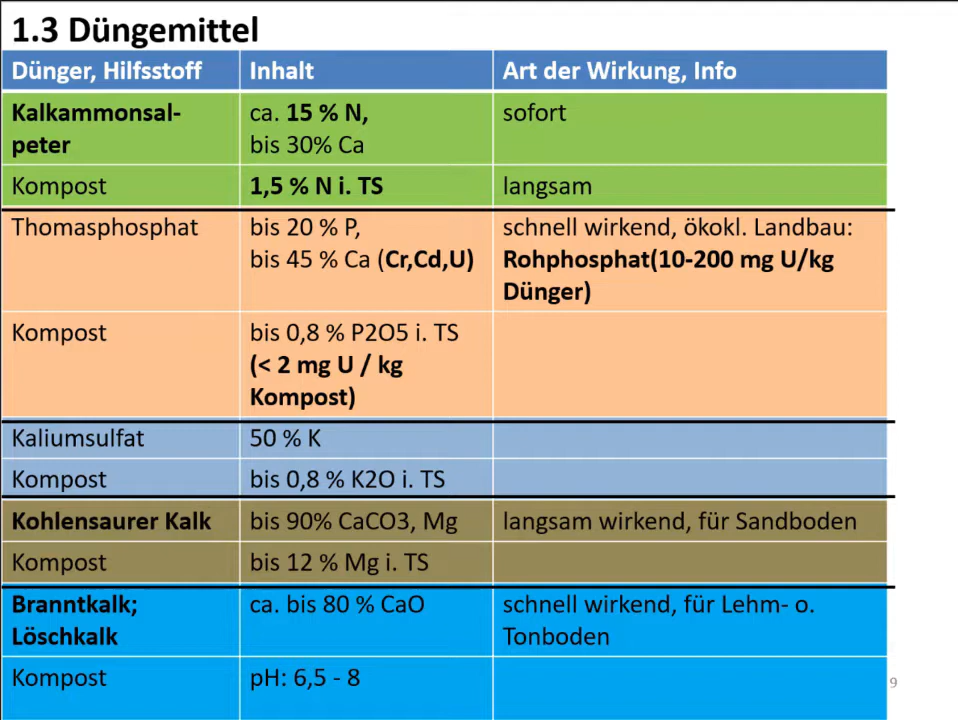 1.3 Düngemittel
Dünger, Hilfsstoff Inhalt Art der Wirkung, Info
Kalkammonsal- ca. 15 % N, sofort
peter bis 30% Ca
Kompost 1,5 % N i. TS langsam
Thomasphosphat bis 20 % P, schnell wirkend, ökokl. Landbau:
bis 45 % Ca (Cr,Cd,U) Rohphosphat(10-200 mg U/kg
Dünger)
Kompost bis 0,8 % P2O5 i. TS
(< 2 mg U / kg
Kompost)
Kaliumsulfat 50 % K
Kompost bis 0,8 % K2O i. TS
Kohlensaurer Kalk bis 90% CaCO3, Mg langsam wirkend, für Sandboden
Kompost bis 12 % Mg i. TS
Branntkalk; ca. bis 80 % CaO schnell wirkend, für Lehm- o.
Löschkalk Tonboden
Kompost pH: 6,5 - 8
9